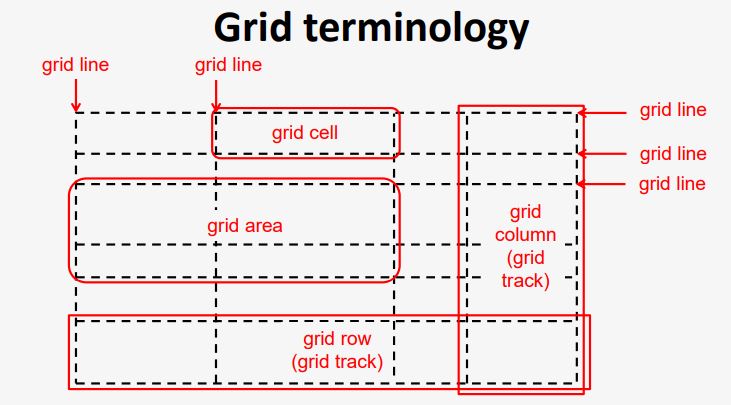 Grid terminology
grid line
grid line
grid line
grid cell
grid line
grid line
grid area
grid
column
(grid
track)
grid row
(grid track)